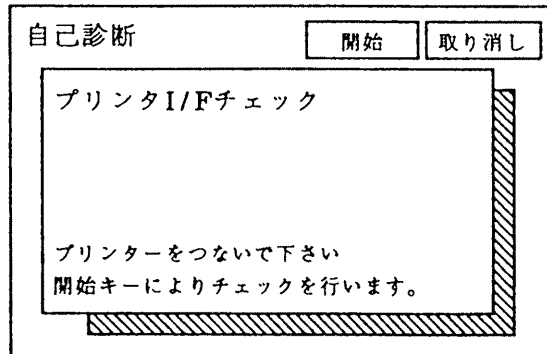 自己診断
開始
取り消し
プリンタI/Fチェック
プリンターをつないで下さい
開始キーによりチェックを行います。